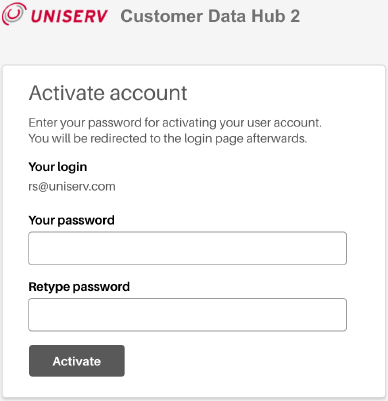 UNISERV Customer Data Hub 2
Activate account
Enter your password for activating your user account.
You will be redirected to the login page afterwards.
Your login
rs@uniserv.com
Your password
Retype password
Activate